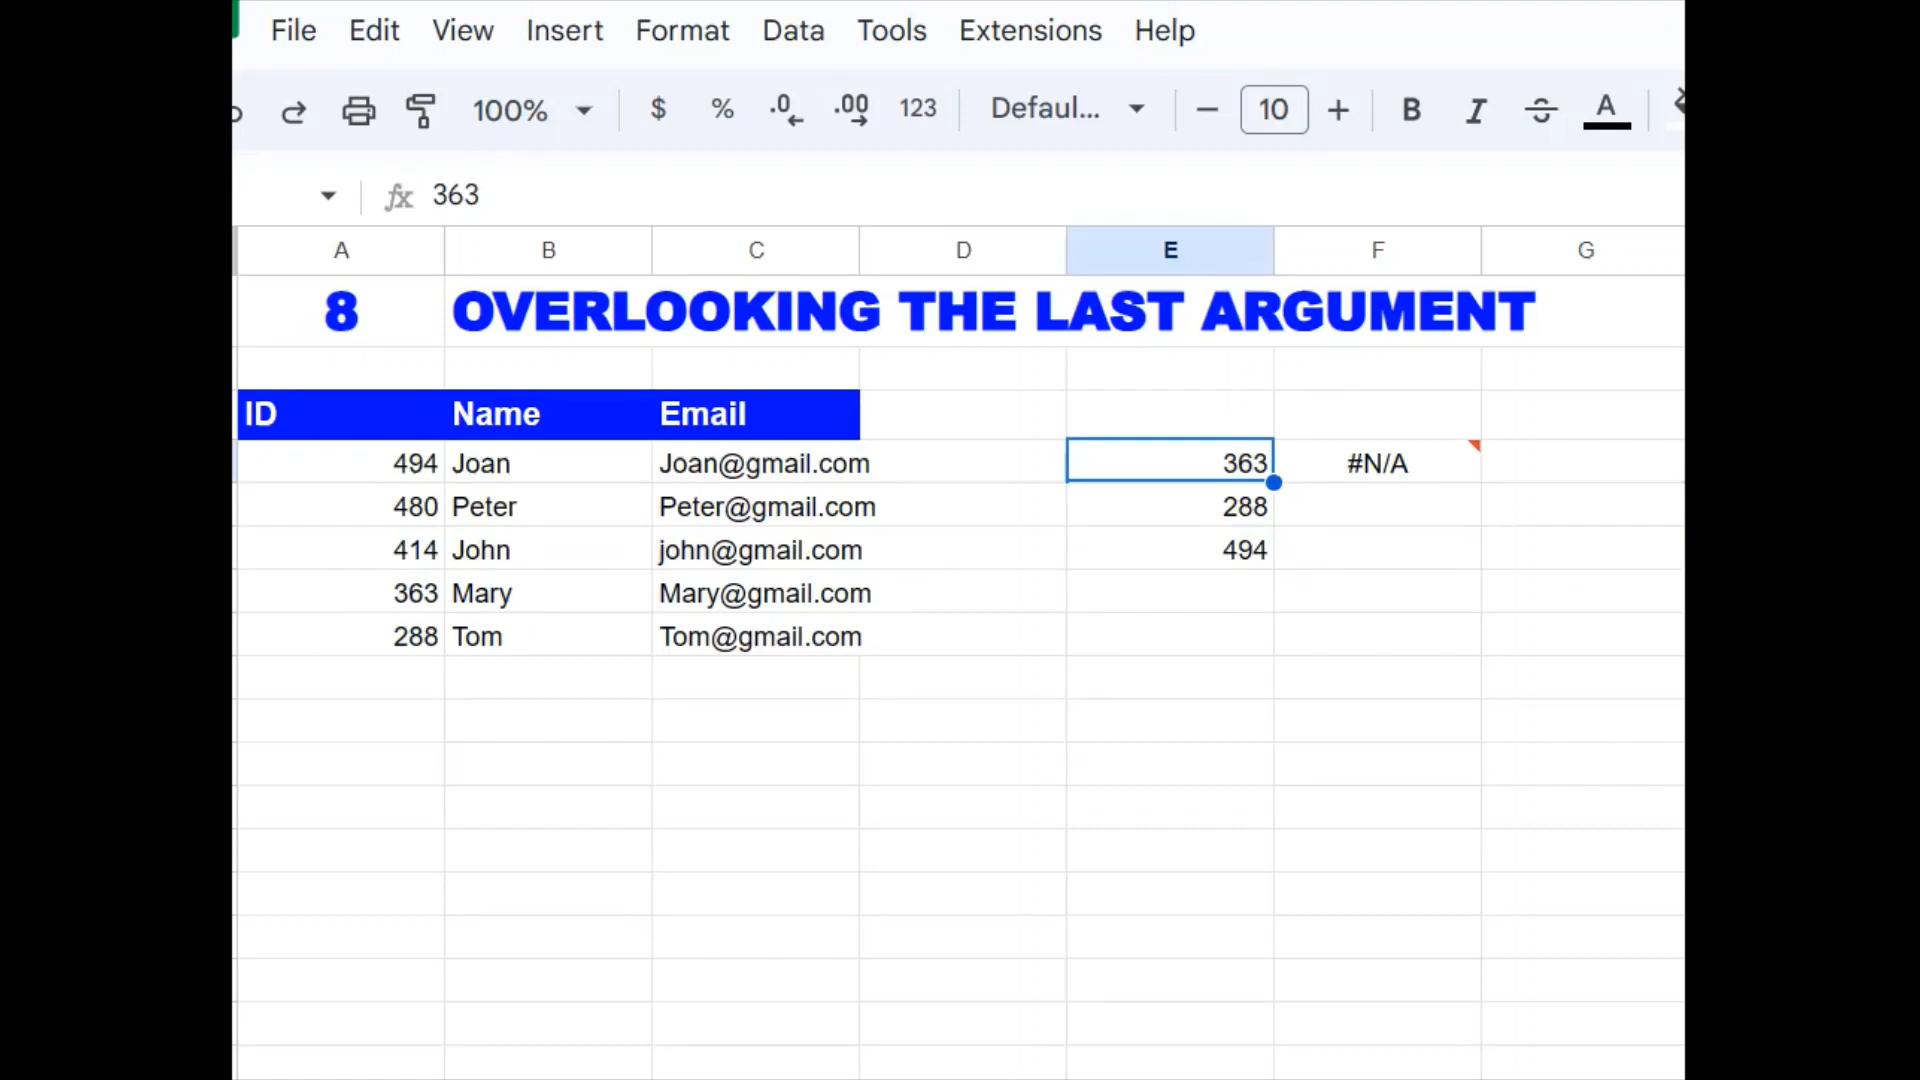 File Edit View Insert Format Data Tools Extensions Help
100% $ % .0 .00 123 Defaul... − 10 + B I S A
fx 363
A B C D E F G
8 OVERLOOKING THE LAST ARGUMENT
ID Name Email
494 Joan Joan@gmail.com 363 #N/A
480 Peter Peter@gmail.com 288
414 John john@gmail.com 494
363 Mary Mary@gmail.com
288 Tom Tom@gmail.com